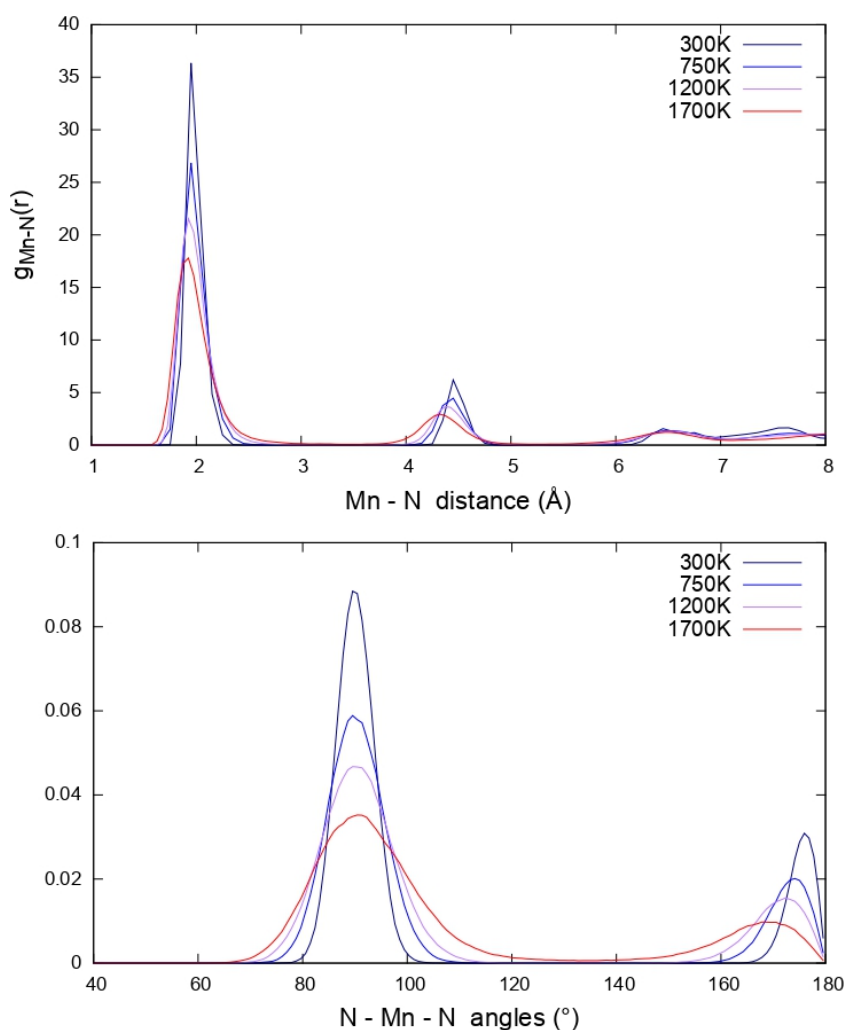 40
35
30
25
20
15
10
5
0
g_Mn-N(r)
300K
750K
1200K
1700K
1 2 3 4 5 6 7 8
Mn - N distance (Å)
0.1
0.08
0.06
0.04
0.02
0
300K
750K
1200K
1700K
40 60 80 100 120 140 160 180
N - Mn - N angles (°)